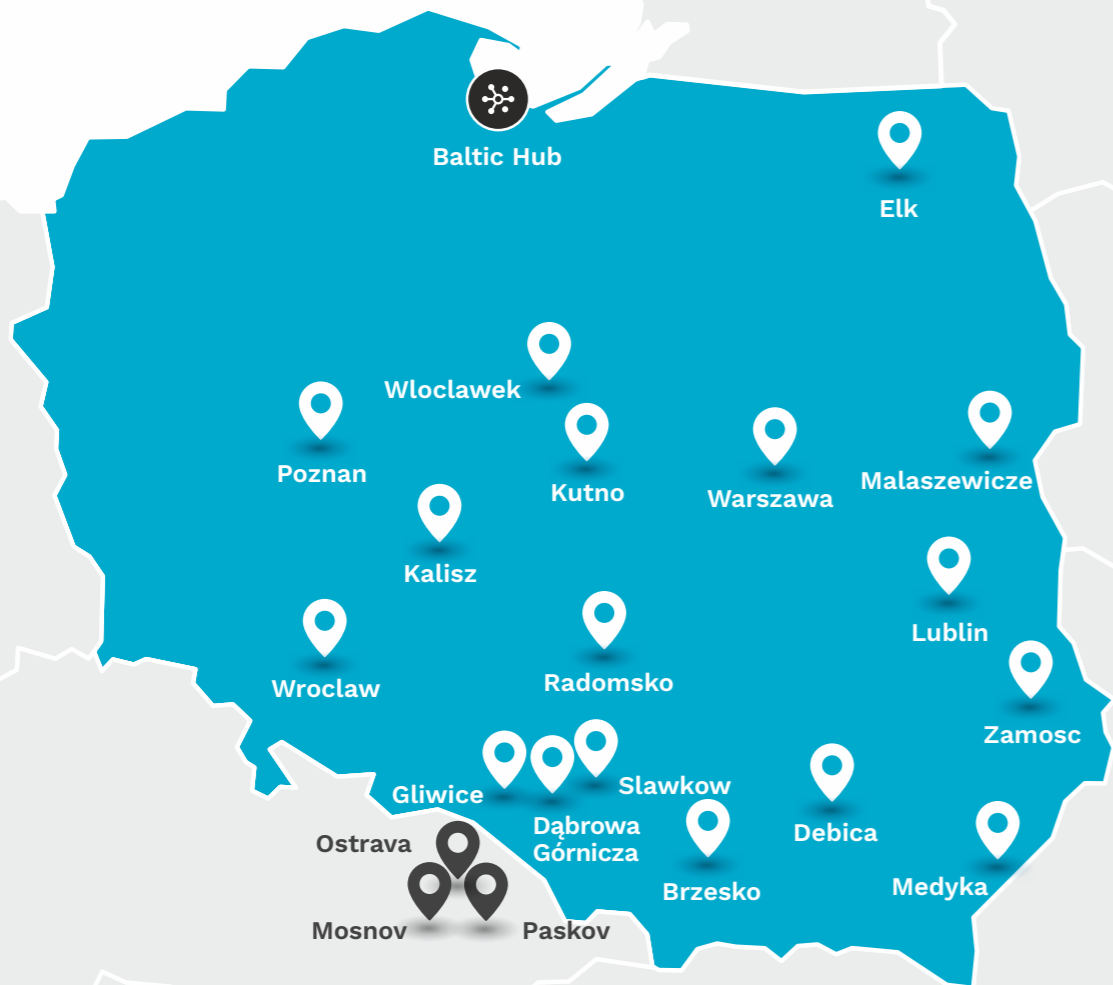 Baltic Hub
Elk
Wloclawek
Poznan
Kutno
Warszawa
Malaszewicze
Kalisz
Lublin
Wroclaw
Radomsko
Zamosc
Gliwice
Slawkow
Dąbrowa
Górnicza
Debica
Ostrava
Brzesko
Medyka
Mosnov
Paskov